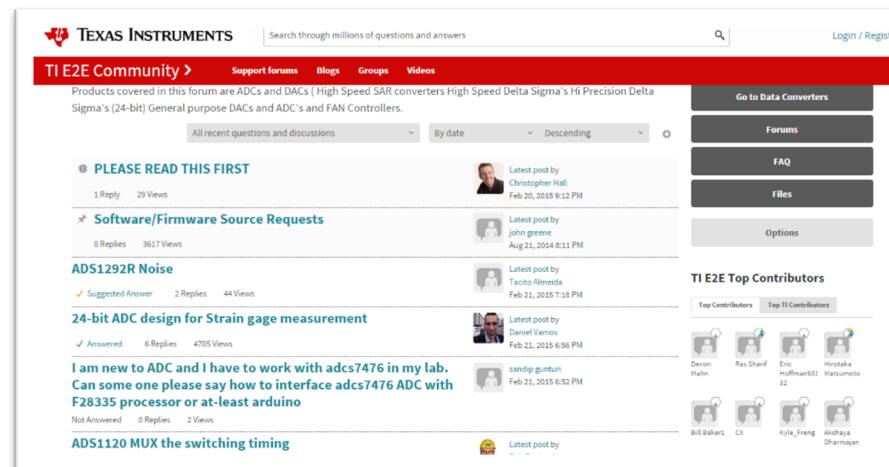 TEXAS INSTRUMENTS
Search through millions of questions and answers
Login / Regist
TI E2E Community
Support forums Blogs Groups Videos
Products covered in this forum are ADCs and DACs ( High Speed SAR converters High Speed Delta Sigma's Hi Precision Delta
Sigma's (24-bit) General purpose DACs and ADC's and FAN Controllers.
All recent questions and discussions
By date
Descending
PLEASE READ THIS FIRST
1 Reply 29 Views
Latest post by
Christopher Hall
Feb 20, 2015 9:12 PM
Software/Firmware Source Requests
8 Replies 3617 Views
Latest post by
john greene
Aug 21, 2014 8:11 PM
ADS1292R Noise
Suggested Answer 2 Replies 44 Views
Latest post by
Tacito Almeida
Feb 21, 2015 7:18 PM
24-bit ADC design for Strain gage measurement
Answered 6 Replies 4705 Views
Latest post by
Daniel Vamos
Feb 21, 2015 6:56 PM
I am new to ADC and I have to work with adcs7476 in my lab.
Can some one please say how to interface adcs7476 ADC with
F28335 processor or at-least arduino
Not Answered 0 Replies 2 Views
sandip gunturi
Feb 21, 2015 6:52 PM
ADS1120 MUX the switching timing
Latest post by
Go to Data Converters
Forums
FAQ
Files
Options
TI E2E Top Contributors
Top Contributors
Top TI Contributors
Devon
Mahn
Ras Sharif
Eric
Hoffman631
32
Hirotaka
Matsumoto
Bill Baker1
CX
Kyle_Freng
Akshaya
Dharmajan